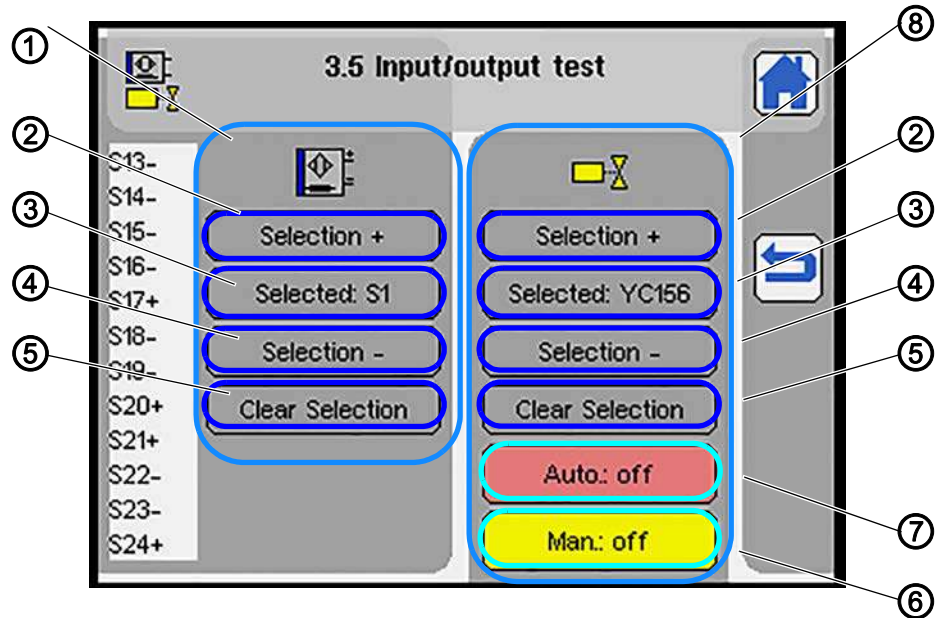 3.5 Input/output test
① ② ③ ④ ⑤
S13-
S14-
S15-
S16-
S17+
S18-
S19-
S20+
S21+
S22-
S23-
S24+
Selection +
Selected: S1
Selection -
Clear Selection
Selection +
Selected: YC156
Selection -
Clear Selection
Auto.: off
Man.: off
⑧
②
③
④
⑤
⑦
⑥